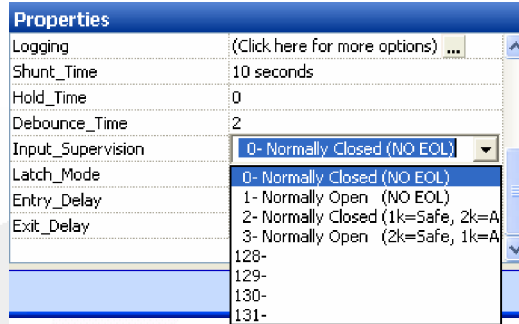 Properties
Logging (Click here for more options) ...
Shunt_Time 10 seconds
Hold_Time 0
Debounce_Time 2
Input_Supervision 0- Normally Closed (NO EOL)
Latch_Mode 0- Normally Closed (NO EOL)
Entry_Delay 1- Normally Open (NO EOL)
Exit_Delay 2- Normally Closed (1k=Safe, 2k=A
3- Normally Open (2k=Safe, 1k=A
128-
129-
130-
131-